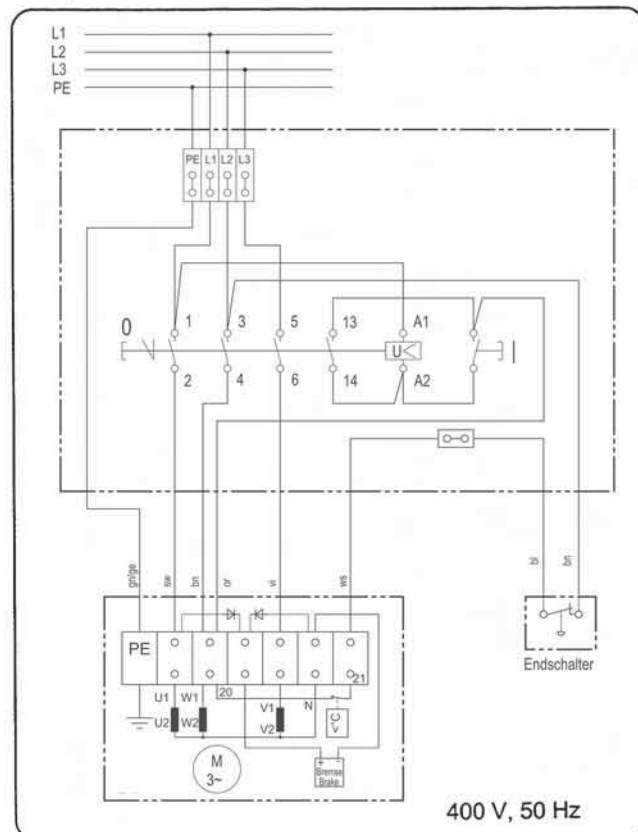 L1
L2
L3
PE
PE L1 L2 L3
0 1 3 5 13 A1
U< I
2 4 6 14 A2
gn/ge sw bn or vi ws bl bn
PE
Endschalter
20 21
U1 W1 V1 N
U2 W2 V2 <°C
M
3~
+ -
Bremse
Brake
400 V, 50 Hz